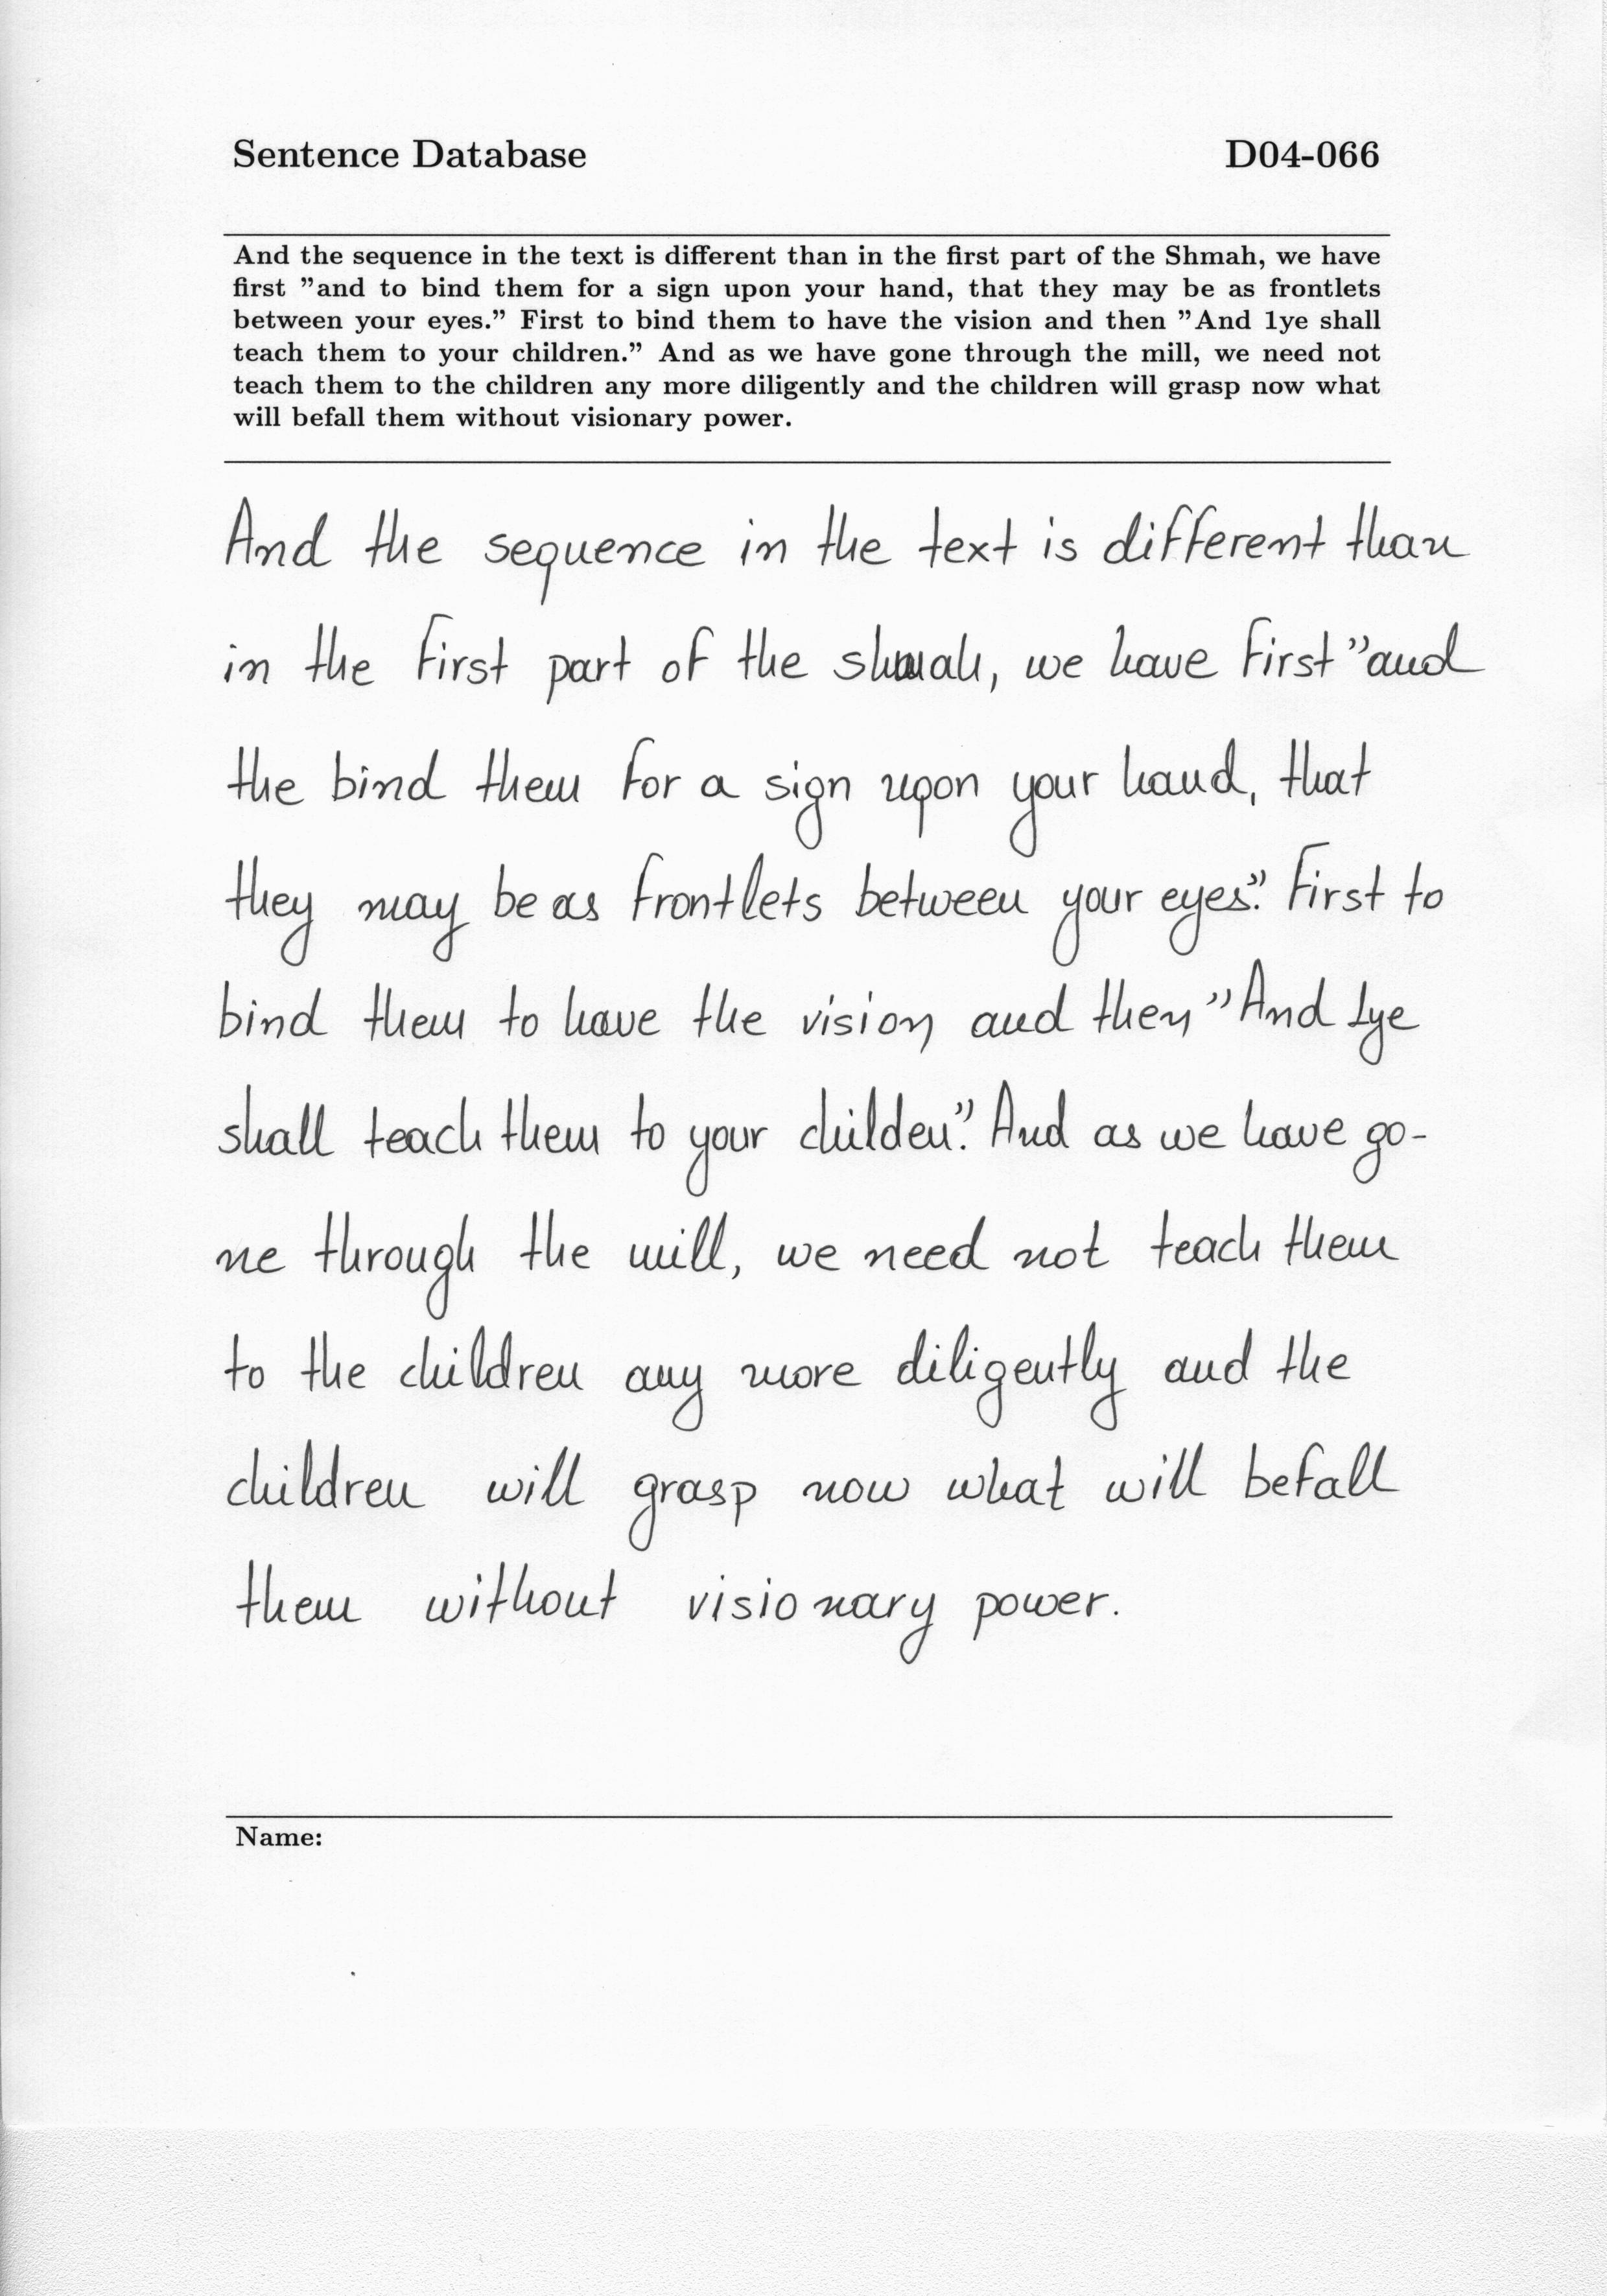 Sentence Database D04-066
And the sequence in the text is different than in the first part of the Shmah, we have
first ”and to bind them for a sign upon your hand, that they may be as frontlets
between your eyes.” First to bind them to have the vision and then ”And 1ye shall
teach them to your children.” And as we have gone through the mill, we need not
teach them to the children any more diligently and the children will grasp now what
will befall them without visionary power.
And the sequence in the text is different than
in the first part of the shmah, we have first ”and
the bind them for a sign upon your hand, that
they may be as frontlets between your eyes.” First to
bind them to have the vision and then ”And 1ye
shall teach them to your childen.” And as we have go-
ne through the mill, we need not teach them
to the children any more diligently and the
children will grasp now what will befall
them without visionary power.
Name: